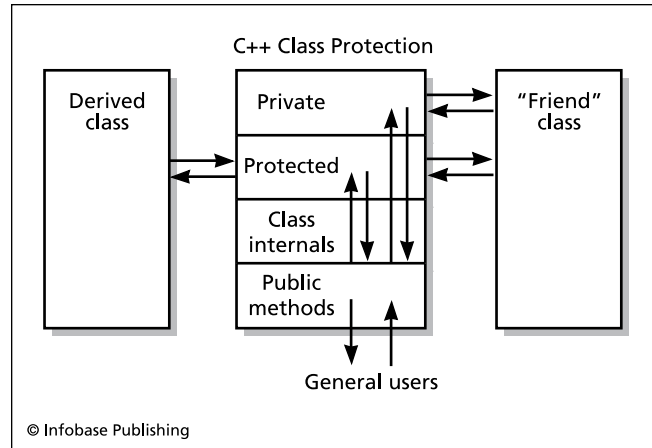 C++ Class Protection
Derived
class
Private
Protected
Class
internals
Public
methods
“Friend”
class
General users
© Infobase Publishing